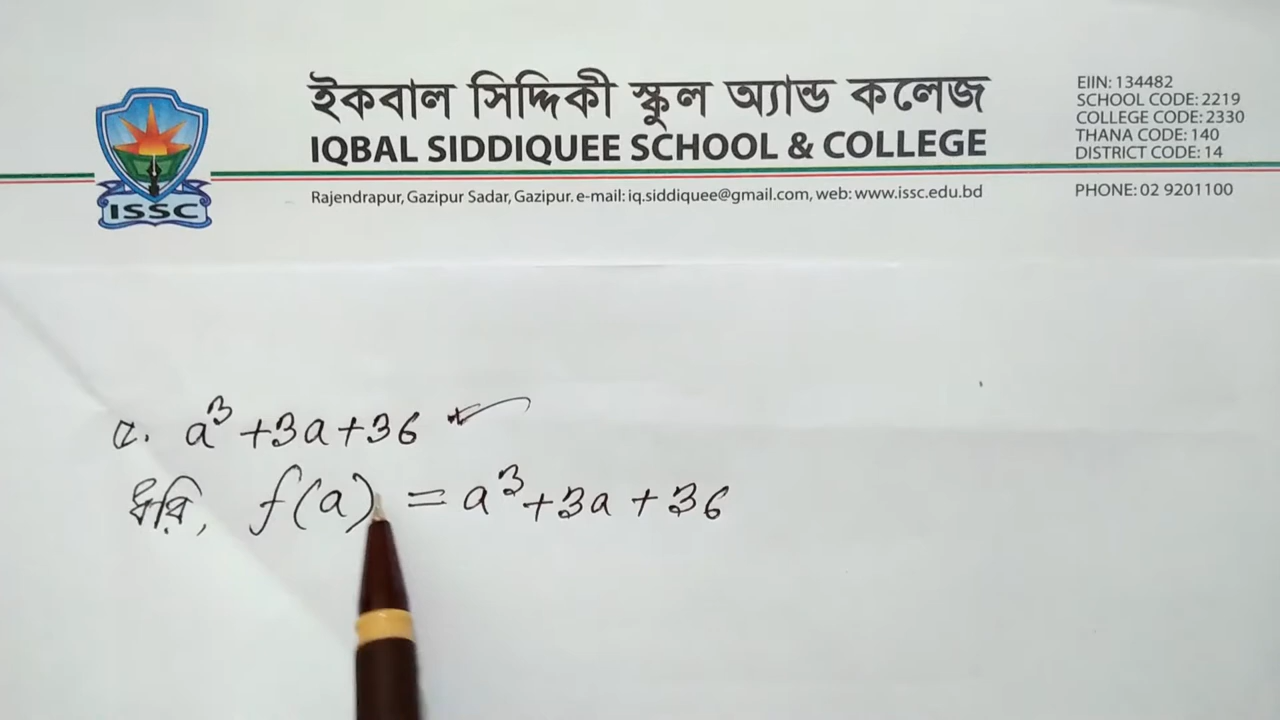 ইকবাল সিদ্দিকী স্কুল অ্যান্ড কলেজ
IQBAL SIDDIQUEE SCHOOL & COLLEGE
Rajendrapur, Gazipur Sadar, Gazipur. e-mail: iq.siddiquee@gmail.com, web: www.issc.edu.bd
EIIN: 134482
SCHOOL CODE: 2219
COLLEGE CODE: 2330
THANA CODE: 140
DISTRICT CODE: 14
PHONE: 02 9201100
ISSC
a³ +3a+36
ধরি, f(a) = a³+3a + 36